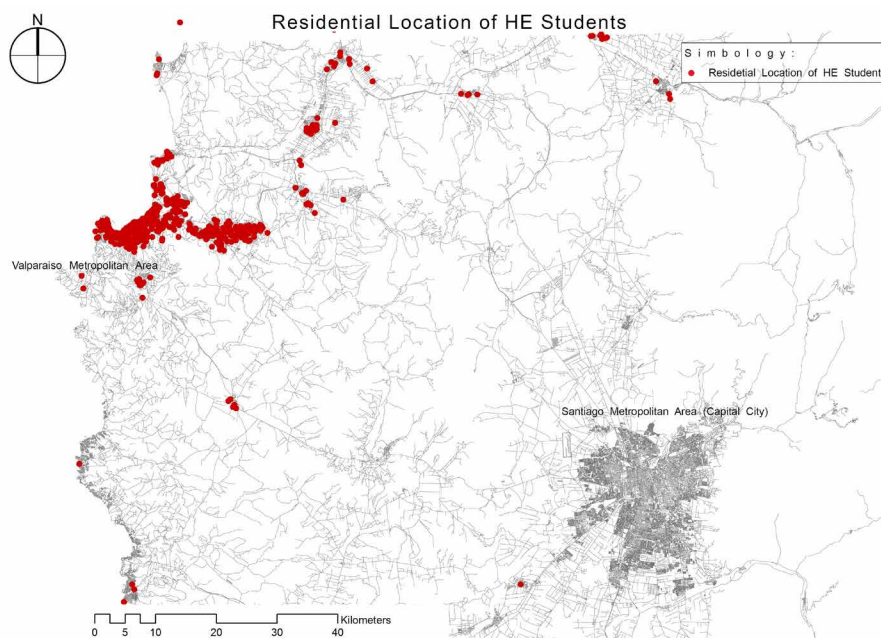 Residential Location of HE Students
N
Simbology:
Residetial Location of HE Student
Valparaiso Metropolitan Area
Santiago Metropolitan Area (Capital City)
Kilometers
0 5 10 20 30 40